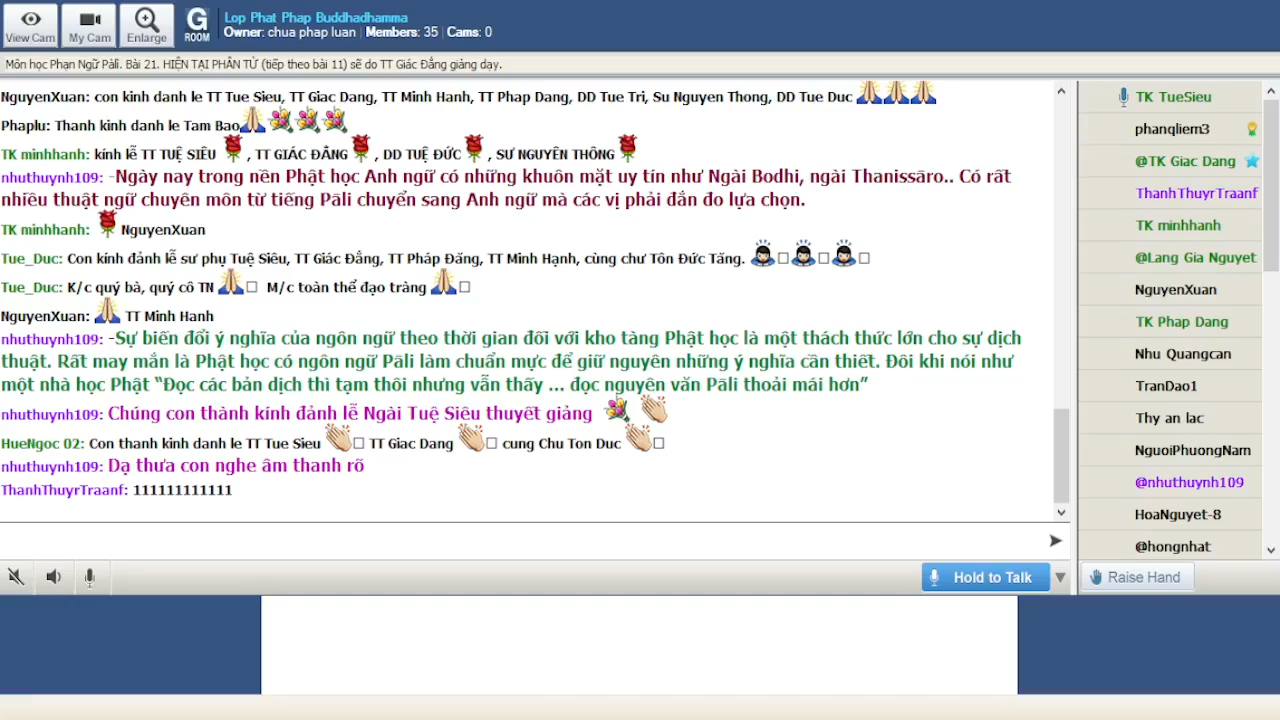 View Cam
My Cam
Enlarge
G
ROOM
Lop Phat Phap Buddhadhamma
Owner: chua phap luan | Members: 35 | Cams: 0
Môn học Phạn Ngữ Pāli. Bài 21. HIỆN TẠI PHÂN TỪ (tiếp theo bài 11) sẽ do TT Giác Đẳng giảng dạy.
NguyenXuan: con kinh danh le TT Tue Sieu, TT Giac Dang, TT Minh Hanh, TT Phap Dang, DD Tue Tri, Su Nguyen Thong, DD Tue Duc
Phaplu: Thanh kinh danh le Tam Bao
TK minhhanh: kính lễ TT TUỆ SIÊU , TT GIÁC ĐẲNG , DD TUỆ ĐỨC , SƯ NGUYÊN THÔNG
nhuthuynh109: -Ngày nay trong nền Phật học Anh ngữ có những khuôn mặt uy tín như Ngài Bodhi, ngài Thanissāro.. Có rất
nhiều thuật ngữ chuyên môn từ tiếng Pāli chuyển sang Anh ngữ mà các vị phải đắn đo lựa chọn.
TK minhhanh: NguyenXuan
Tue_Duc: Con kính đảnh lễ sư phụ Tuệ Siêu, TT Giác Đẳng, TT Pháp Đăng, TT Minh Hạnh, cùng chư Tôn Đức Tăng.
Tue_Duc: K/c quý bà, quý cô TN M/c toàn thể đạo tràng
NguyenXuan: TT Minh Hanh
nhuthuynh109: -Sự biến đổi ý nghĩa của ngôn ngữ theo thời gian đối với kho tàng Phật học là một thách thức lớn cho sự dịch
thuật. Rất may mắn là Phật học có ngôn ngữ Pāli làm chuẩn mực để giữ nguyên những ý nghĩa cần thiết. Đôi khi nói như
một nhà học Phật “Đọc các bản dịch thì tạm thôi nhưng vẫn thấy ... đọc nguyên văn Pāli thoải mái hơn”
nhuthuynh109: Chúng con thành kính đảnh lễ Ngài Tuệ Siêu thuyết giảng
HueNgoc 02: Con thanh kinh danh le TT Tue Sieu TT Giac Dang cung Chu Ton Duc
nhuthuynh109: Dạ thưa con nghe âm thanh rõ
ThanhThuyrTraanf: 111111111111
Hold to Talk
TK TueSieu
phanqliem3
@TK Giac Dang
ThanhThuyrTraanf
TK minhhanh
@Lang Gia Nguyet
NguyenXuan
TK Phap Dang
Nhu Quangcan
TranDao1
Thy an lac
NguoiPhuongNam
@nhuthuynh109
HoaNguyet-8
@hongnhat
Raise Hand